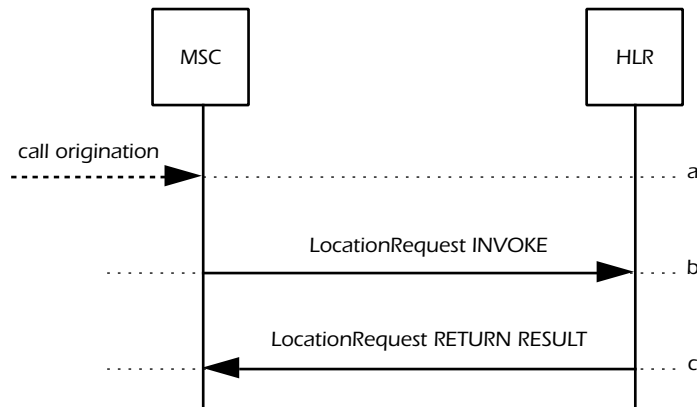 MSC
HLR
call origination
a
LocationRequest INVOKE
b
LocationRequest RETURN RESULT
c